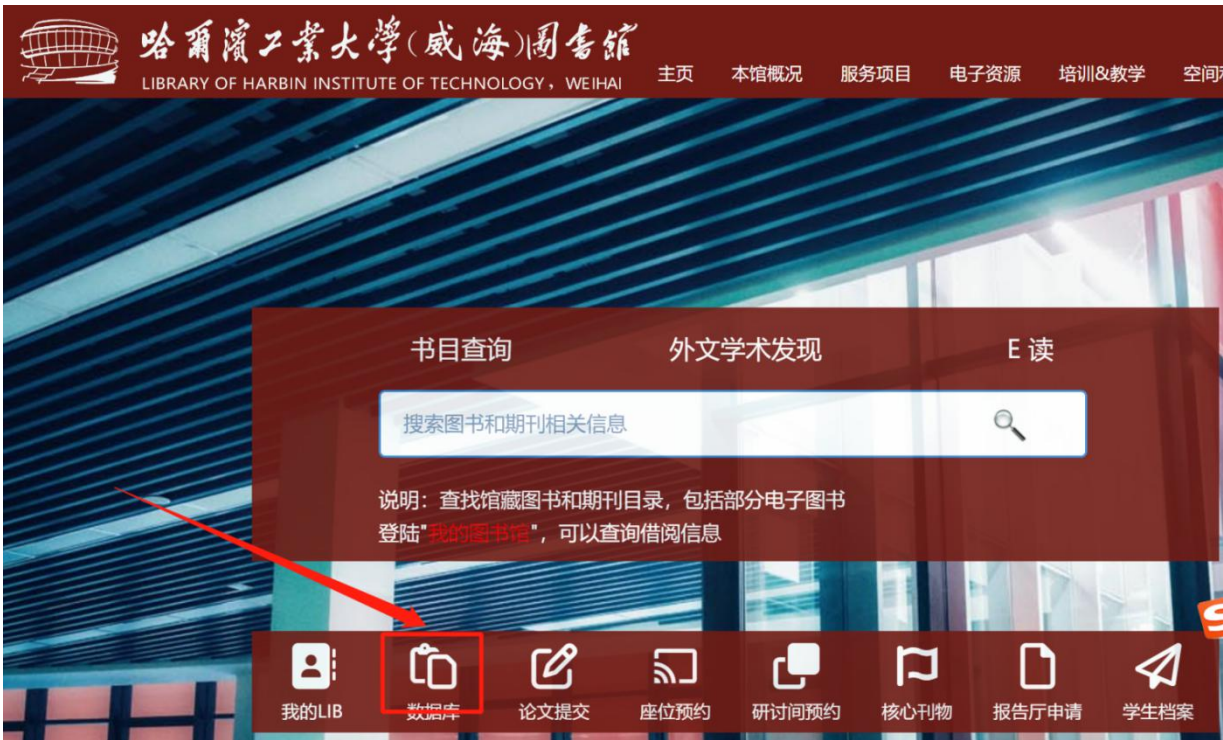 哈爾濱工業大學(威海)圖書館
LIBRARY OF HARBIN INSTITUTE OF TECHNOLOGY，WEIHAI
主页 本馆概况 服务项目 电子资源 培训&教学 空间
书目查询 外文学术发现 E 读
搜索图书和期刊相关信息
说明：查找馆藏图书和期刊目录，包括部分电子图书
登陆"我的图书馆"，可以查询借阅信息
我的LIB 数据库 论文提交 座位预约 研讨间预约 核心刊物 报告厅申请 学生档案